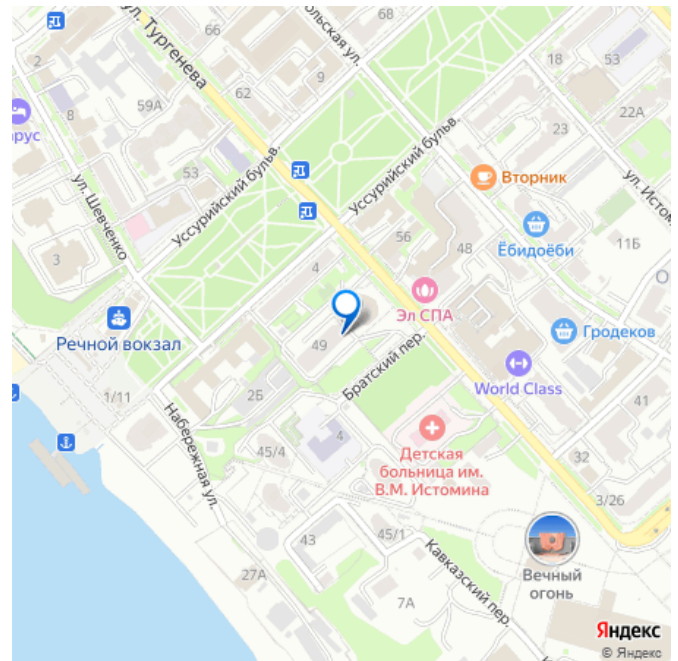 ул. Тургенева
66
68
ольская ул.
2
9
18
53
62
59А
8
22А
рус
23
Уссурийский бульв.
53
Вторник
ул. Истом
ул. Шевченко
Уссурийский бульв.
56
48
Ёбидоёби
11Б
3
4
О
Эл СПА
Речной вокзал
Гродеков
49
Братский пер.
World Class
1/11
2Б
41
Набережная ул.
45/4
4
Детская
больница им.
В.М. Истомина
32
3/26
43
45/1
Кавказский пер.
27А
Вечный
огонь
7А
Яндекс
© Яндекс